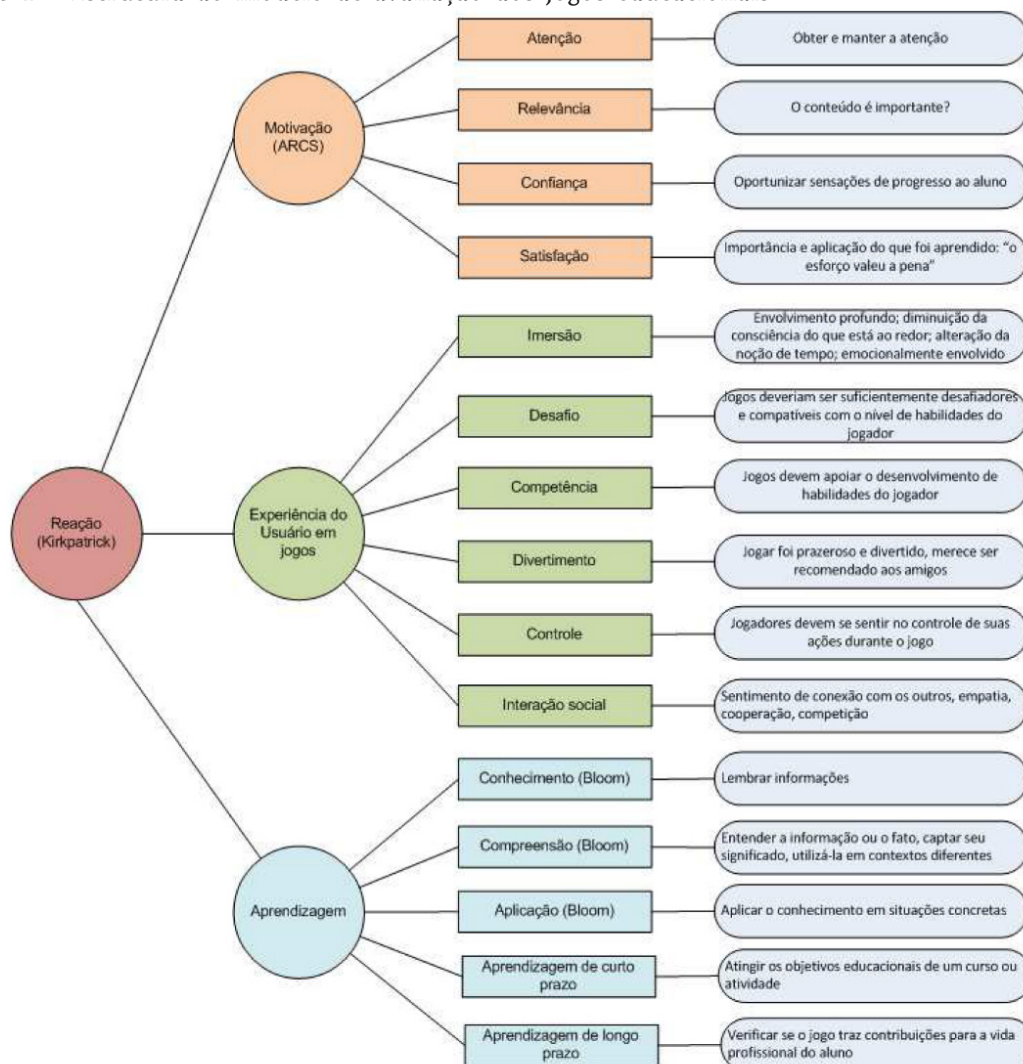 Atenção
Obter e manter a atenção
Relevância
O conteúdo é importante?
Motivação
(ARCS)
Confiança
Oportunizar sensações de progresso ao aluno
Satisfação
Importância e aplicação do que foi aprendido: “o
esforço valeu a pena”
Imersão
Envolvimento profundo; diminuição da
consciência do que está ao redor; alteração da
noção de tempo; emocionalmente envolvido
Desafio
Jogos deveriam ser suficientemente desafiadores
e compatíveis com o nível de habilidades do
jogador
Competência
Jogos devem apoiar o desenvolvimento de
habilidades do jogador
Reação
(Kirkpatrick)
Experiência do
Usuário em
jogos
Divertimento
Jogar foi prazeroso e divertido, merece ser
recomendado aos amigos
Controle
Jogadores devem se sentir no controle de suas
ações durante o jogo
Interação social
Sentimento de conexão com os outros, empatia,
cooperação, competição
Conhecimento (Bloom)
Lembrar informações
Compreensão (Bloom)
Entender a informação ou o fato, captar seu
significado, utilizá-la em contextos diferentes
Aprendizagem
Aplicação (Bloom)
Aplicar o conhecimento em situações concretas
Aprendizagem de curto
prazo
Atingir os objetivos educacionais de um curso ou
atividade
Aprendizagem de longo
prazo
Verificar se o jogo traz contribuições para a vida
profissional do aluno